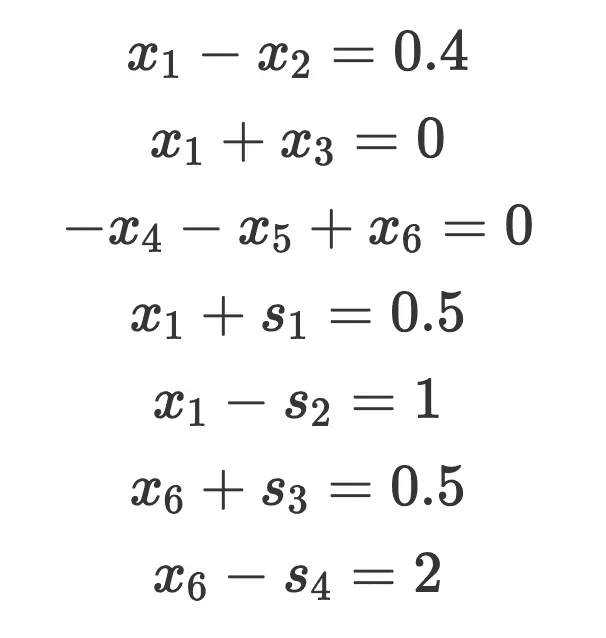 x₁ − x₂ = 0.4
x₁ + x₃ = 0
−x₄ − x₅ + x₆ = 0
x₁ + s₁ = 0.5
x₁ − s₂ = 1
x₆ + s₃ = 0.5
x₆ − s₄ = 2